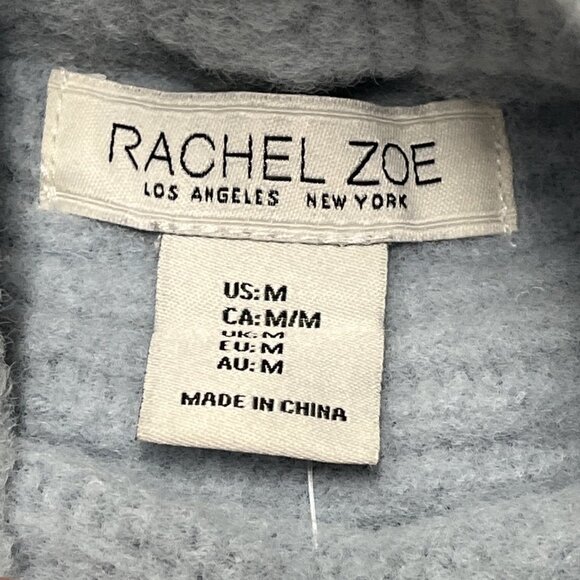 RACHEL ZOE
LOS ANGELES NEW YORK
US: M
CA: M/M
UK: M
EU: M
AU: M
MADE IN CHINA